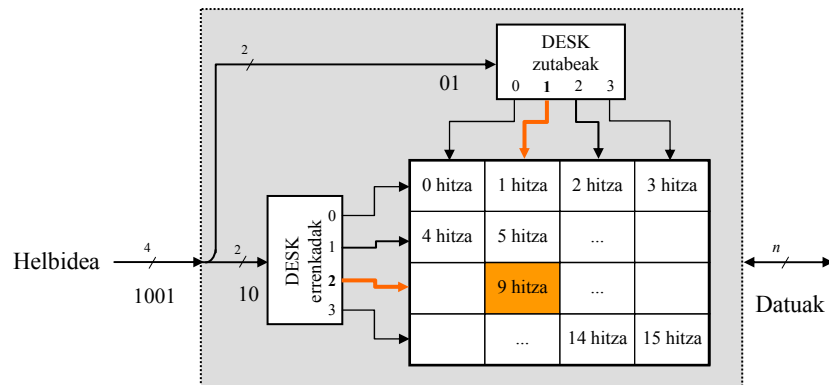 DESK
zutabeak
0 1 2 3
2
01
0 hitza 1 hitza 2 hitza 3 hitza
4 hitza 5 hitza ...
9 hitza ...
... 14 hitza 15 hitza
DESK
errenkadak
0
1
2
3
Helbidea
4
1001
2
10
n
Datuak